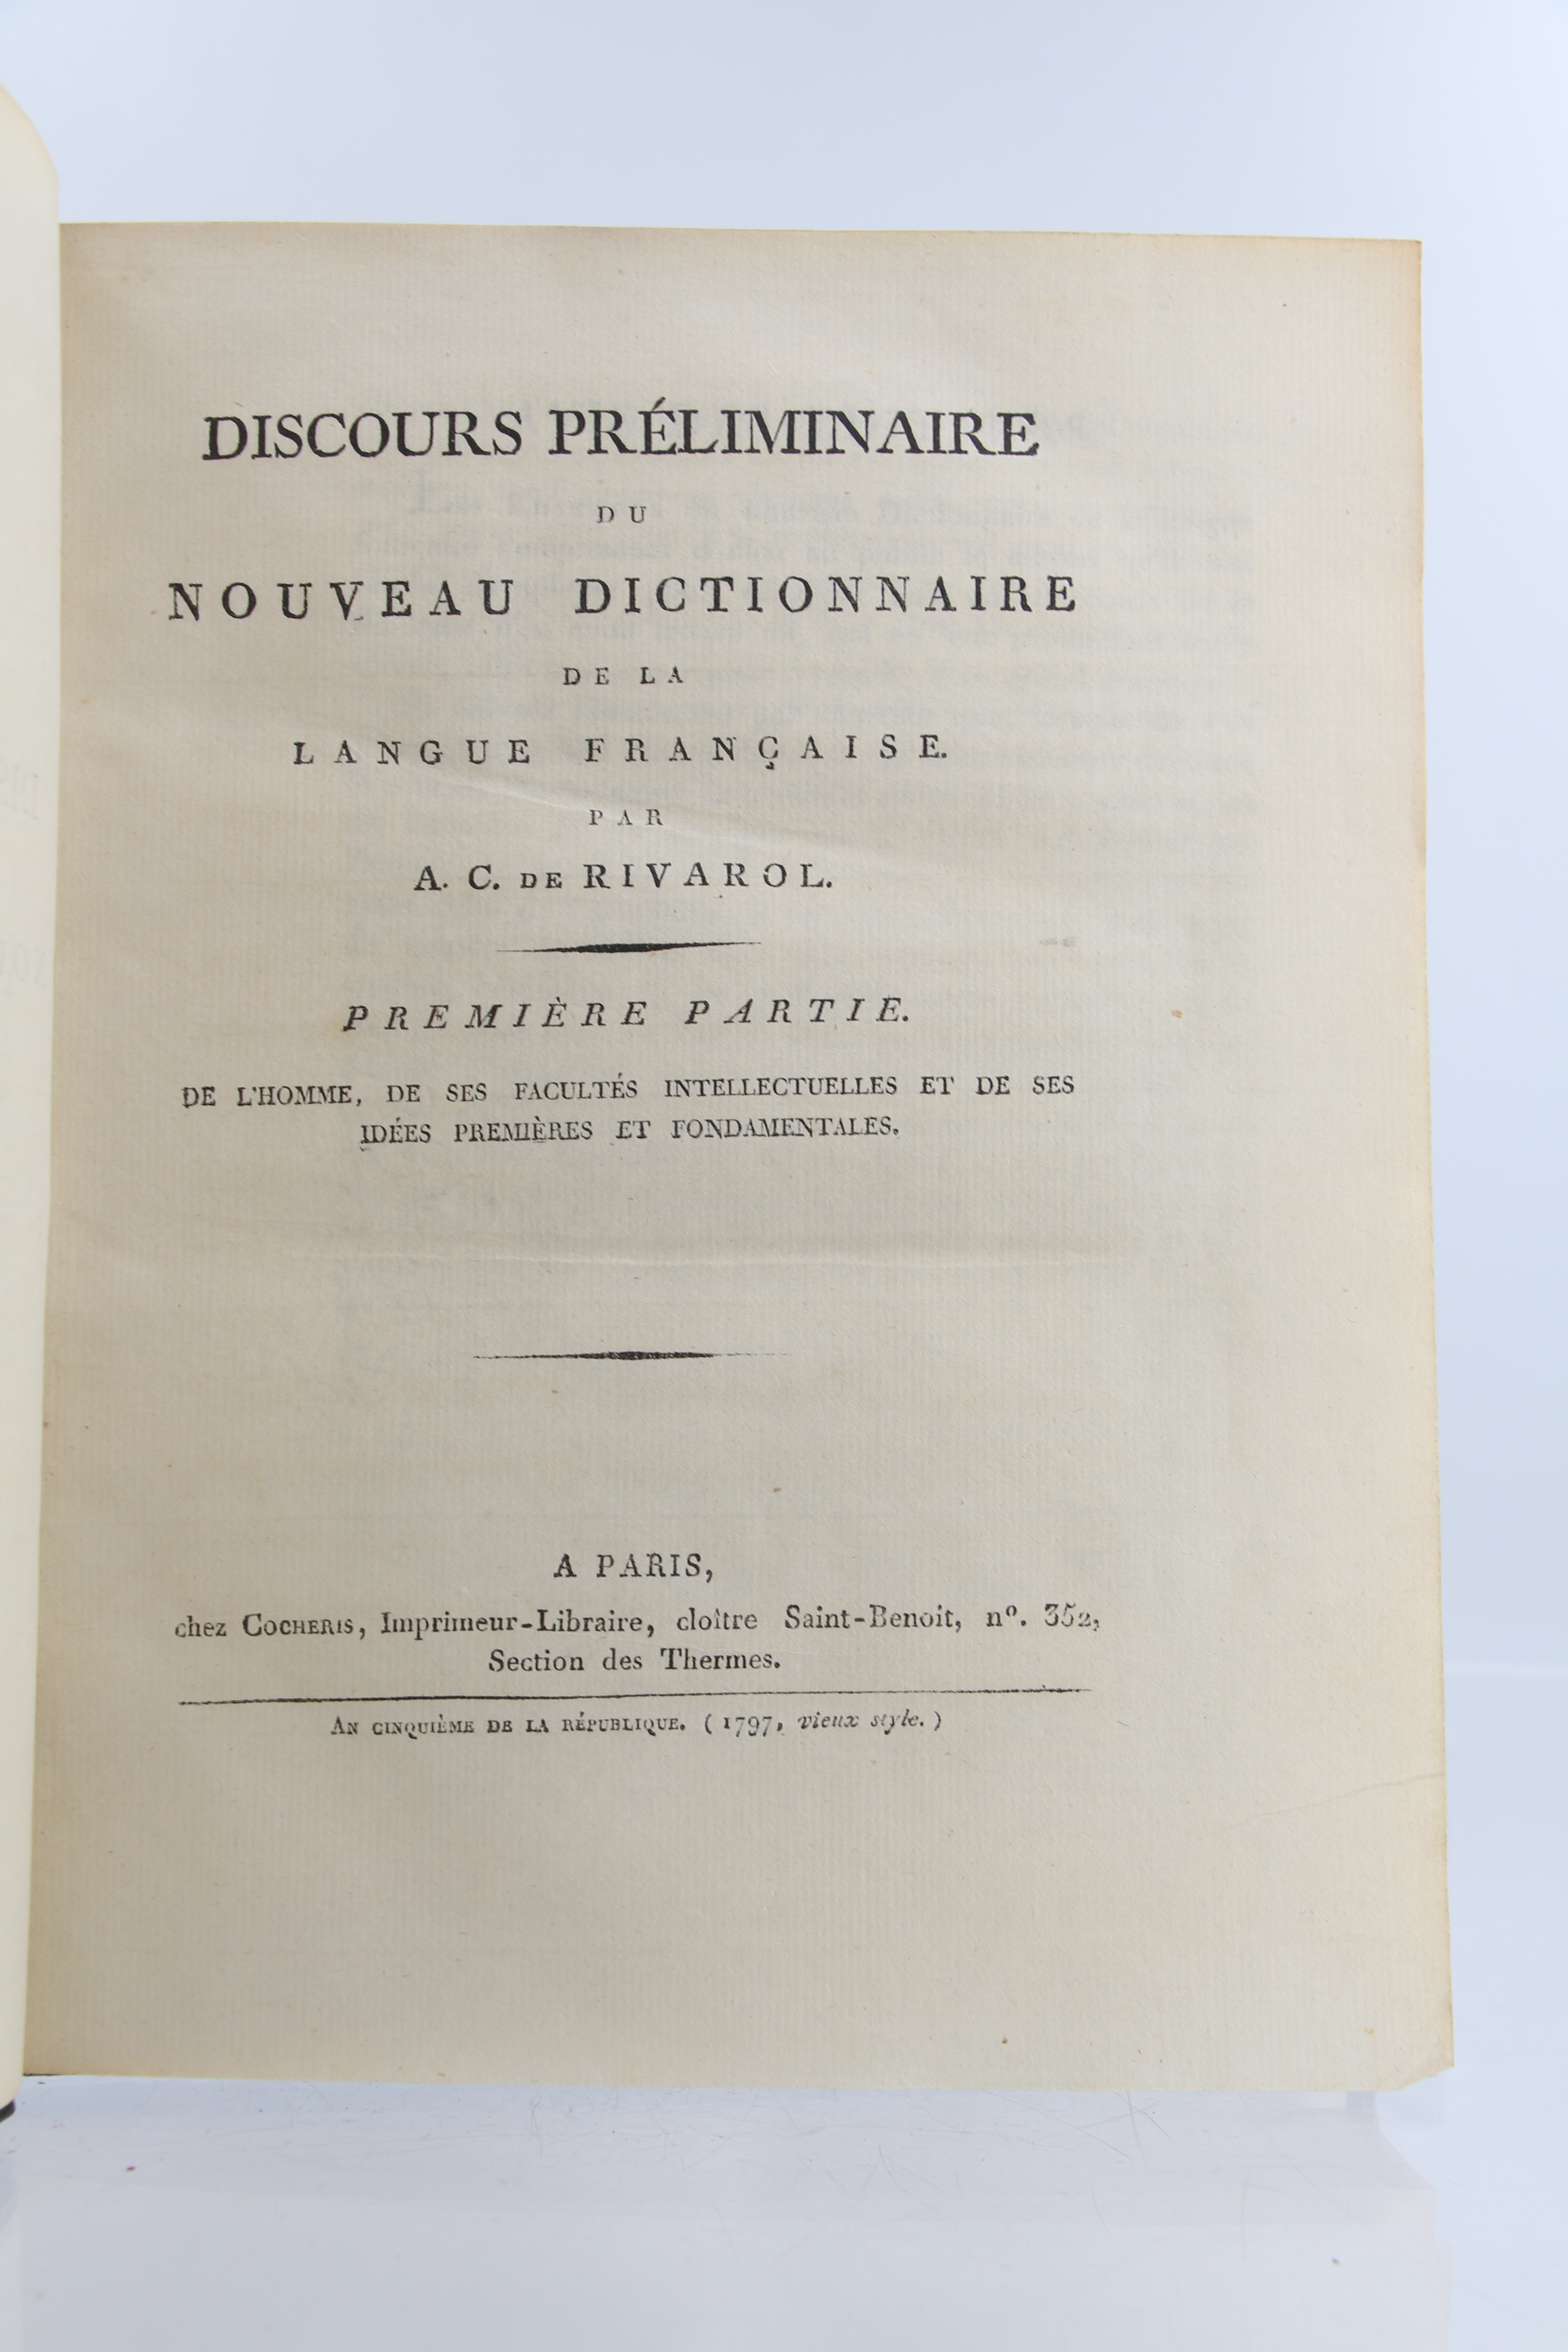 DISCOURS PRÉLIMINAIRE
DU
NOUVEAU DICTIONNAIRE
DE LA
LANGUE FRANÇAISE.
PAR
A. C. DE RIVAROL.
PREMIÈRE PARTIE.
DE L'HOMME, DE SES FACULTÉS INTELLECTUELLES ET DE SES
IDÉES PREMIÈRES ET FONDAMENTALES.
A PARIS,
chez COCHERIS, Imprimeur-Libraire, cloître Saint-Benoit, nº. 352,
Section des Thermes.
AN CINQUIÈME DE LA RÉPUBLIQUE. (1797, vieux style.)